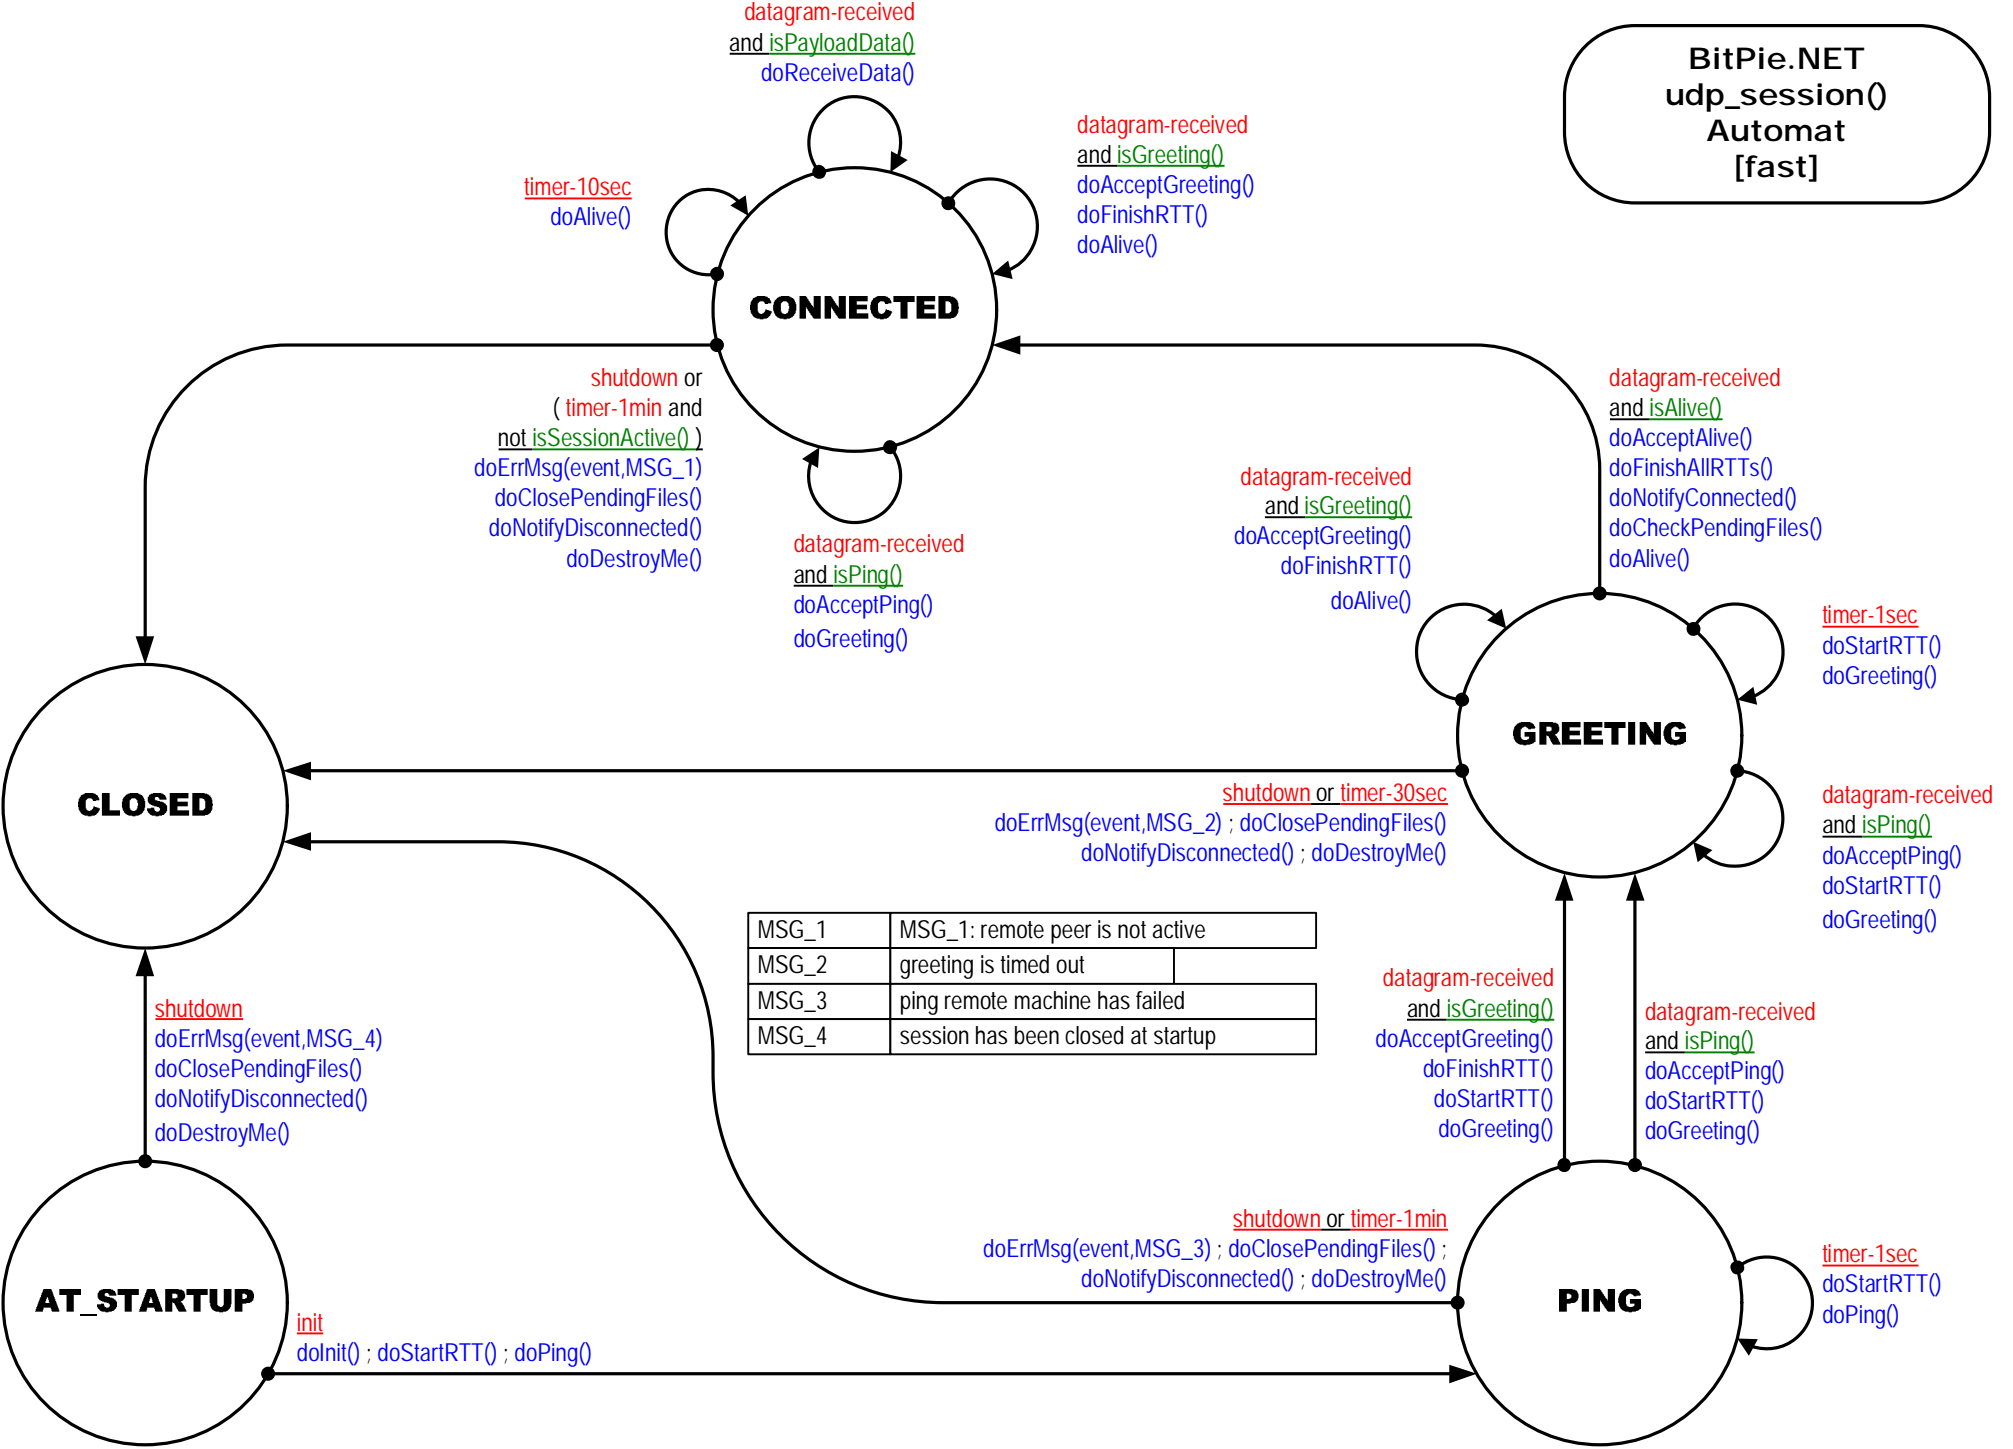 datagram-received
and isPayloadData()
doReceiveData()
BitPie.NET
udp_session()
Automat
[fast]
datagram-received
and isGreeting()
doAcceptGreeting()
doFinishRTT()
doAlive()
timer-10sec
doAlive()
CONNECTED
shutdown or
( timer-1min and
not isSessionActive() )
doErrMsg(event,MSG_1)
doClosePendingFiles()
doNotifyDisconnected()
doDestroyMe()
datagram-received
and isPing()
doAcceptPing()
doGreeting()
datagram-received
and isGreeting()
doAcceptGreeting()
doFinishRTT()
doAlive()
datagram-received
and isAlive()
doAcceptAlive()
doFinishAllRTTs()
doNotifyConnected()
doCheckPendingFiles()
doAlive()
timer-1sec
doStartRTT()
doGreeting()
GREETING
CLOSED
shutdown or timer-30sec
doErrMsg(event,MSG_2) ; doClosePendingFiles()
doNotifyDisconnected() ; doDestroyMe()
datagram-received
and isPing()
doAcceptPing()
doStartRTT()
doGreeting()
MSG_1 MSG_1: remote peer is not active
MSG_2 greeting is timed out
MSG_3 ping remote machine has failed
MSG_4 session has been closed at startup
shutdown
doErrMsg(event,MSG_4)
doClosePendingFiles()
doNotifyDisconnected()
doDestroyMe()
datagram-received
and isGreeting()
doAcceptGreeting()
doFinishRTT()
doStartRTT()
doGreeting()
datagram-received
and isPing()
doAcceptPing()
doStartRTT()
doGreeting()
shutdown or timer-1min
doErrMsg(event,MSG_3) ; doClosePendingFiles() ;
doNotifyDisconnected() ; doDestroyMe()
timer-1sec
doStartRTT()
doPing()
AT_STARTUP
PING
init
doInit() ; doStartRTT() ; doPing()